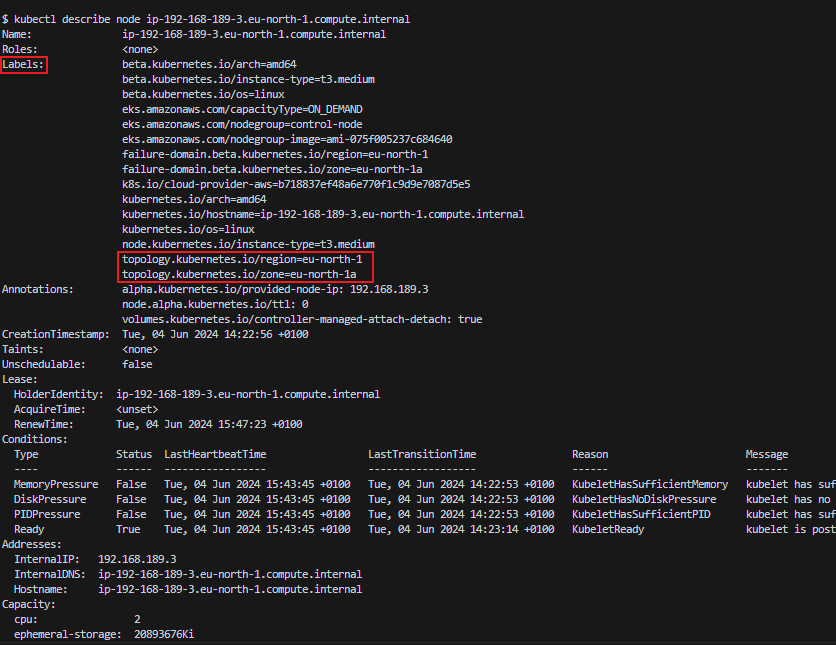 $ kubectl describe node ip-192-168-189-3.eu-north-1.compute.internal
Name:               ip-192-168-189-3.eu-north-1.compute.internal
Roles:              <none>
Labels:             beta.kubernetes.io/arch=amd64
                    beta.kubernetes.io/instance-type=t3.medium
                    beta.kubernetes.io/os=linux
                    eks.amazonaws.com/capacityType=ON_DEMAND
                    eks.amazonaws.com/nodegroup=control-node
                    eks.amazonaws.com/nodegroup-image=ami-075f005237c684640
                    failure-domain.beta.kubernetes.io/region=eu-north-1
                    failure-domain.beta.kubernetes.io/zone=eu-north-1a
                    k8s.io/cloud-provider-aws=b718837ef48a6e770f1c9d9e7087d5e5
                    kubernetes.io/arch=amd64
                    kubernetes.io/hostname=ip-192-168-189-3.eu-north-1.compute.internal
                    kubernetes.io/os=linux
                    node.kubernetes.io/instance-type=t3.medium
                    topology.kubernetes.io/region=eu-north-1
                    topology.kubernetes.io/zone=eu-north-1a
Annotations:        alpha.kubernetes.io/provided-node-ip: 192.168.189.3
                    node.alpha.kubernetes.io/ttl: 0
                    volumes.kubernetes.io/controller-managed-attach-detach: true
CreationTimestamp:  Tue, 04 Jun 2024 14:22:56 +0100
Taints:             <none>
Unschedulable:      false
Lease:
  HolderIdentity:  ip-192-168-189-3.eu-north-1.compute.internal
  AcquireTime:     <unset>
  RenewTime:       Tue, 04 Jun 2024 15:47:23 +0100
Conditions:
  Type             Status  LastHeartbeatTime                 LastTransitionTime                Reason                       Message
  ----             ------  -----------------                 ------------------                ------                       -------
  MemoryPressure   False   Tue, 04 Jun 2024 15:43:45 +0100   Tue, 04 Jun 2024 14:22:53 +0100   KubeletHasSufficientMemory   kubelet has suf
  DiskPressure     False   Tue, 04 Jun 2024 15:43:45 +0100   Tue, 04 Jun 2024 14:22:53 +0100   KubeletHasNoDiskPressure     kubelet has no
  PIDPressure      False   Tue, 04 Jun 2024 15:43:45 +0100   Tue, 04 Jun 2024 14:22:53 +0100   KubeletHasSufficientPID      kubelet has suf
  Ready            True    Tue, 04 Jun 2024 15:43:45 +0100   Tue, 04 Jun 2024 14:23:14 +0100   KubeletReady                 kubelet is post
Addresses:
  InternalIP:   192.168.189.3
  InternalDNS:  ip-192-168-189-3.eu-north-1.compute.internal
  Hostname:     ip-192-168-189-3.eu-north-1.compute.internal
Capacity:
  cpu:                2
  ephemeral-storage:  20893676Ki